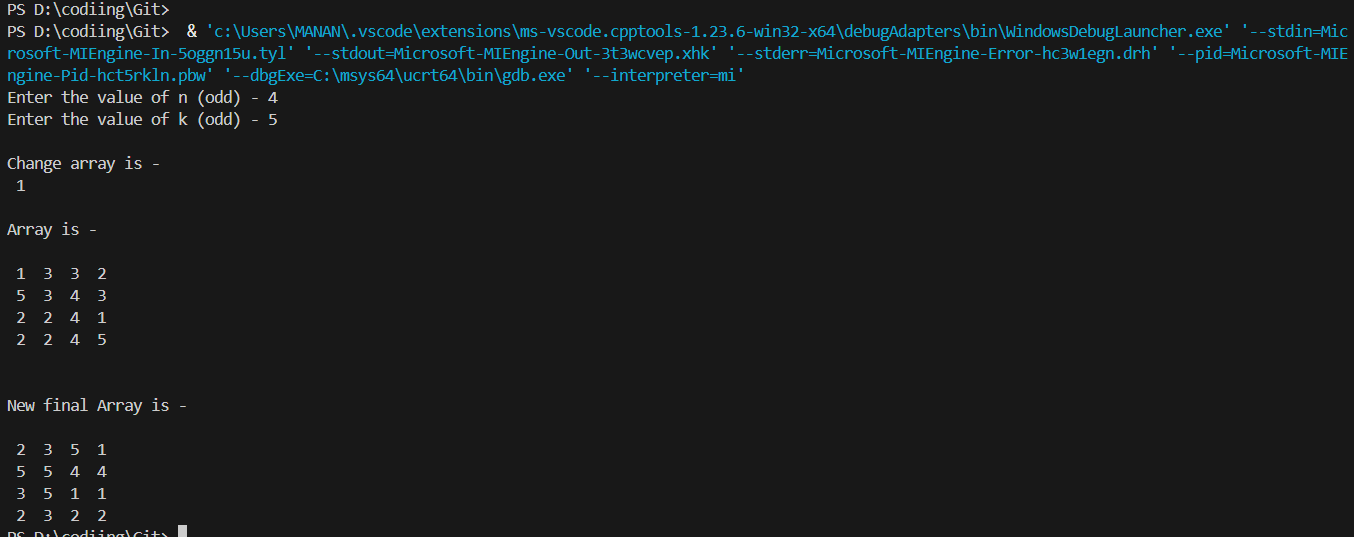 PS D:\codiing\Git>
PS D:\codiing\Git>  & 'c:\Users\MANAN\.vscode\extensions\ms-vscode.cpptools-1.23.6-win32-x64\debugAdapters\bin\WindowsDebugLauncher.exe' '--stdin=Mic
rosoft-MIEngine-In-5oggn15u.tyl' '--stdout=Microsoft-MIEngine-Out-3t3wcvep.xhk' '--stderr=Microsoft-MIEngine-Error-hc3w1egn.drh' '--pid=Microsoft-MIE
ngine-Pid-hct5rkln.pbw' '--dbgExe=C:\msys64\ucrt64\bin\gdb.exe' '--interpreter=mi'
Enter the value of n (odd) - 4
Enter the value of k (odd) - 5
Change array is -
1
Array is -
1 3 3 2
5 3 4 3
2 2 4 1
2 2 4 5
New final Array is -
2 3 5 1
5 5 4 4
3 5 1 1
2 3 2 2
PS D:\codiing\Git>